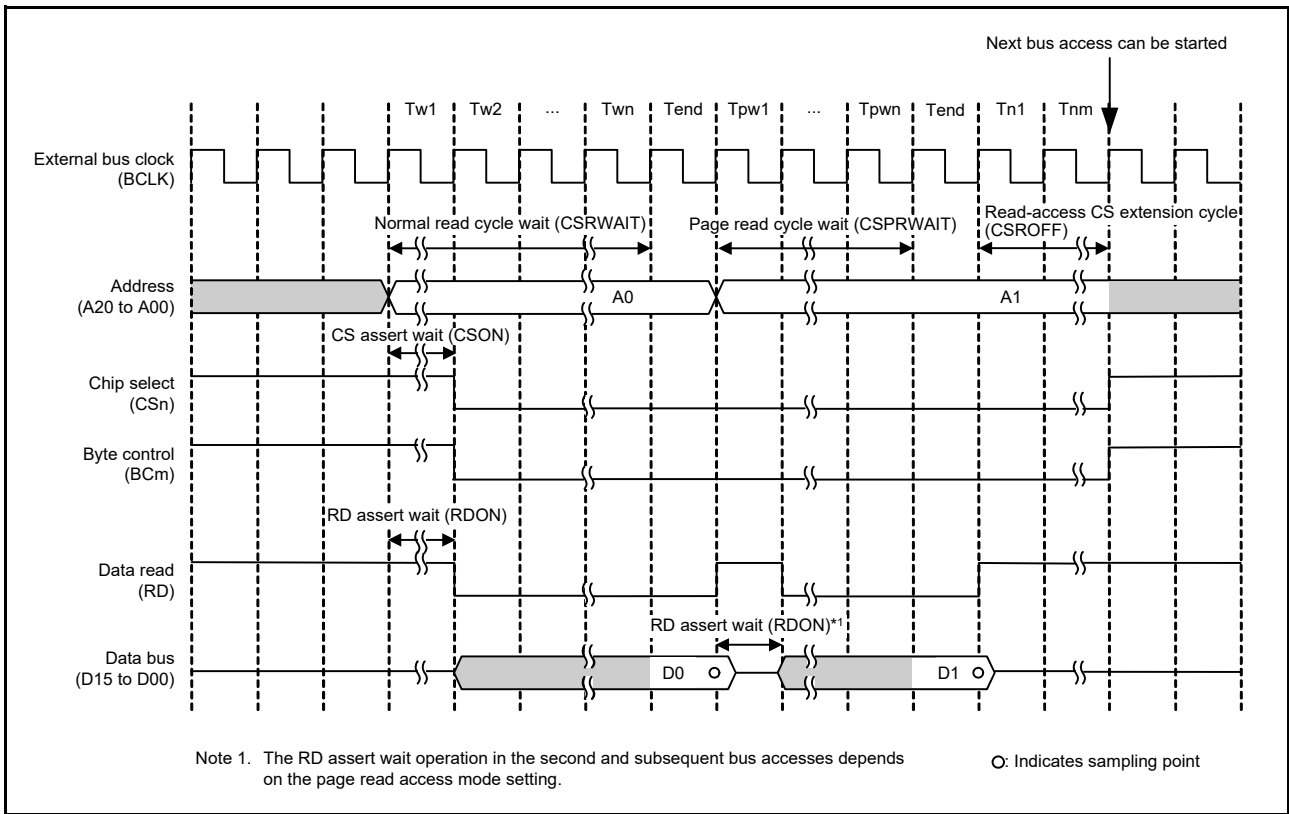 Next bus access can be started
Tw1 Tw2 ... Twn Tend Tpw1 ... Tpwn Tend Tn1 Tnm
External bus clock
(BCLK)
Normal read cycle wait (CSRWAIT)
Page read cycle wait (CSPRWAIT)
Read-access CS extension cycle
(CSROFF)
Address
(A20 to A00)
A0
A1
CS assert wait (CSON)
Chip select
(CSn)
Byte control
(BCm)
RD assert wait (RDON)
Data read
(RD)
RD assert wait (RDON)*1
Data bus
(D15 to D00)
D0
D1
Note 1. The RD assert wait operation in the second and subsequent bus accesses depends
on the page read access mode setting.
O: Indicates sampling point